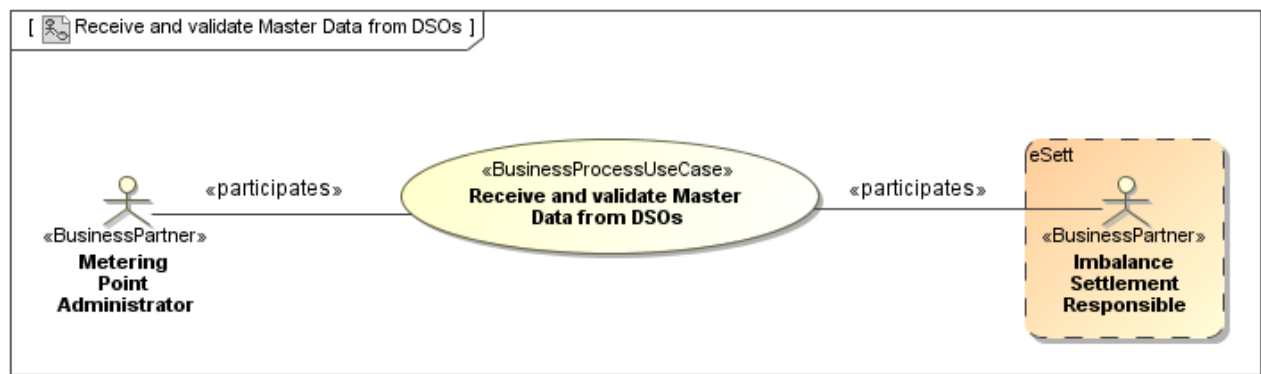 [ Receive and validate Master Data from DSOs ]
«BusinessPartner»
Metering
Point
Administrator
«participates»
«BusinessProcessUseCase»
Receive and validate Master
Data from DSOs
«participates»
eSett
«BusinessPartner»
Imbalance
Settlement
Responsible